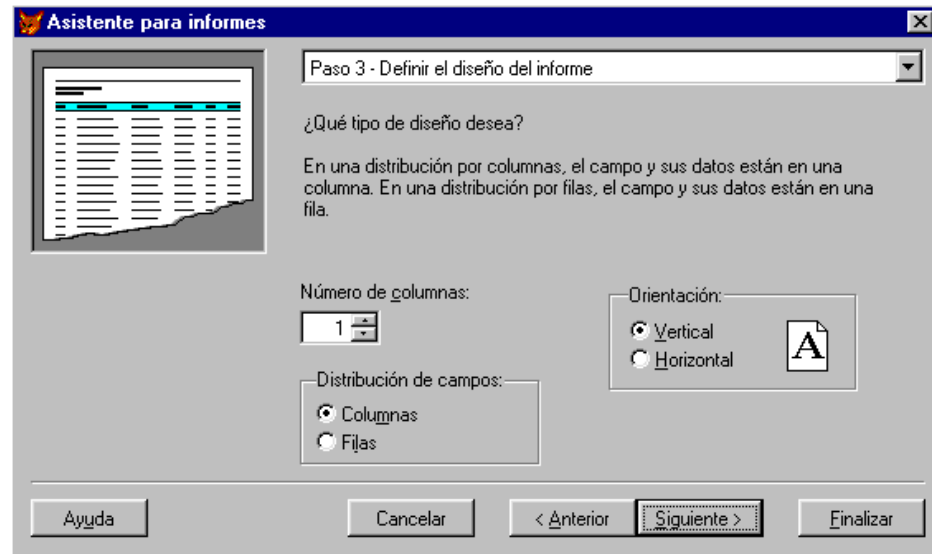 Asistente para informes
Paso 3 - Definir el diseño del informe
¿Qué tipo de diseño desea?
En una distribución por columnas, el campo y sus datos están en una
columna. En una distribución por filas, el campo y sus datos están en una
fila.
Número de columnas:
1
Orientación:
Vertical
Horizontal
A
Distribución de campos:
Columnas
Filas
Ayuda
Cancelar
< Anterior
Siguiente >
Finalizar